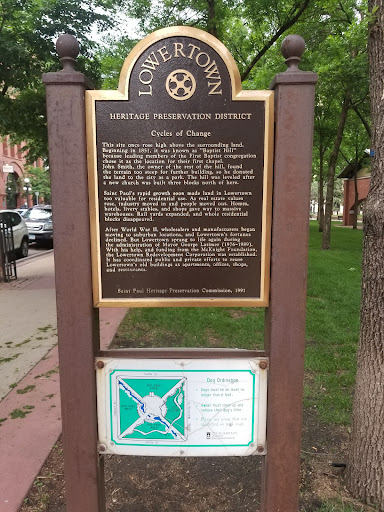 LOWERTOWN
HERITAGE PRESERVATION DISTRICT
Cycles of Change
This site once rose high above the surrounding land.
Beginning in 1851, it was known as "Baptist Hill"
because leading members of the First Baptist congregation
chose it as the location for their first chapel.
John Smith, the owner of the rest of the hill, found
the terrain too steep for further building, so he donated
the land to the city as a park. The hill was leveled after
a new church was built three blocks north of here.
Saint Paul's rapid growth soon made land in Lowertown
too valuable for residential use. As real estate values
rose, industry moved in and people moved out. Homes,
hotels, livery stables, and shops gave way to massive
warehouses. Rail yards expanded, and whole residential
blocks disappeared.
After World War II, wholesalers and manufacturers began
moving to suburban locations, and Lowertown's fortunes
declined. But Lowertown sprang to life again during
the administration of Mayor George Latimer (1976-1989).
With his help, and funding from the McKnight Foundation,
the Lowertown Redevelopment Corporation was established.
It has coordinated public and private efforts to reuse
Lowertown's old buildings as apartments, offices, shops,
and restaurants.
Saint Paul Heritage Preservation Commission, 1991
Dog Ordinance